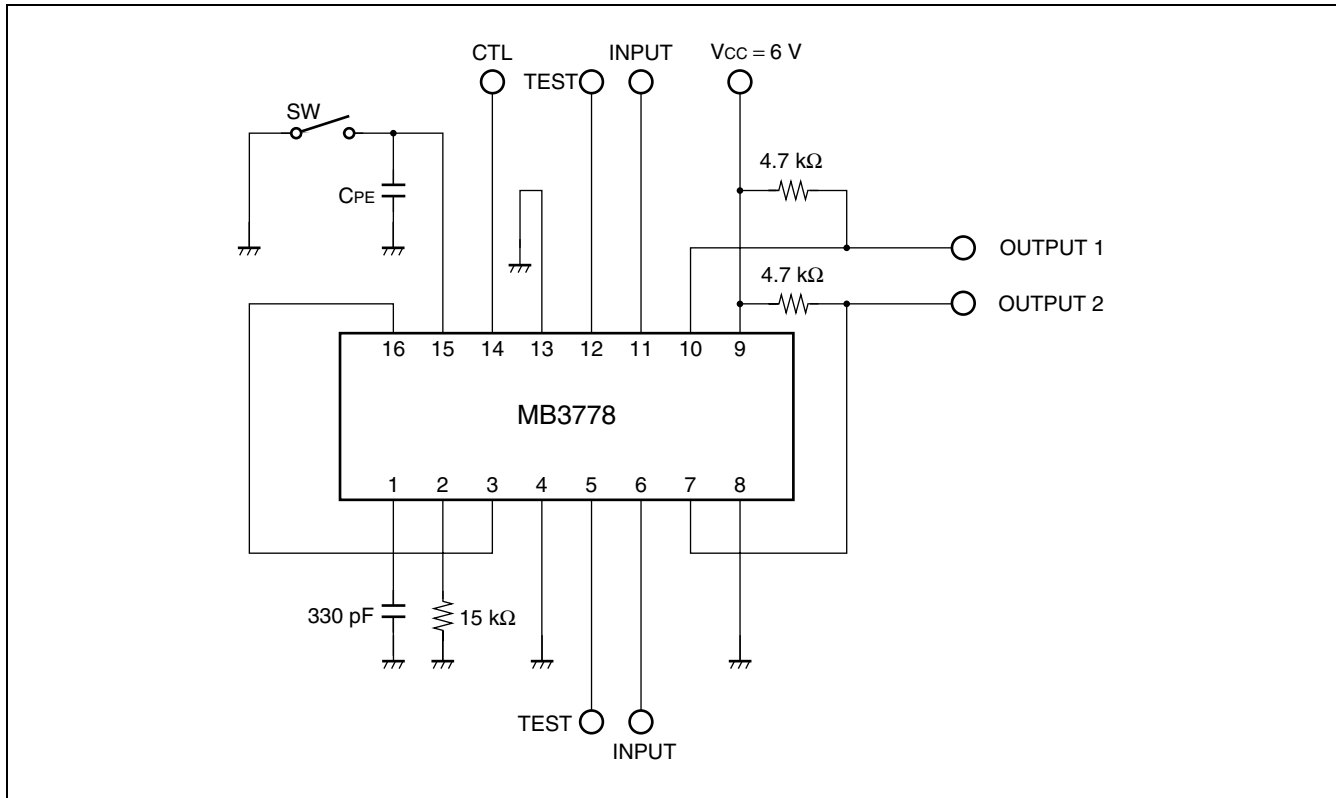 CTL
TEST
INPUT
VCC = 6 V
SW
4.7 kΩ
CPE
OUTPUT 1
4.7 kΩ
OUTPUT 2
16 15 14 13 12 11 10 9
MB3778
1 2 3 4 5 6 7 8
330 pF
15 kΩ
TEST
INPUT